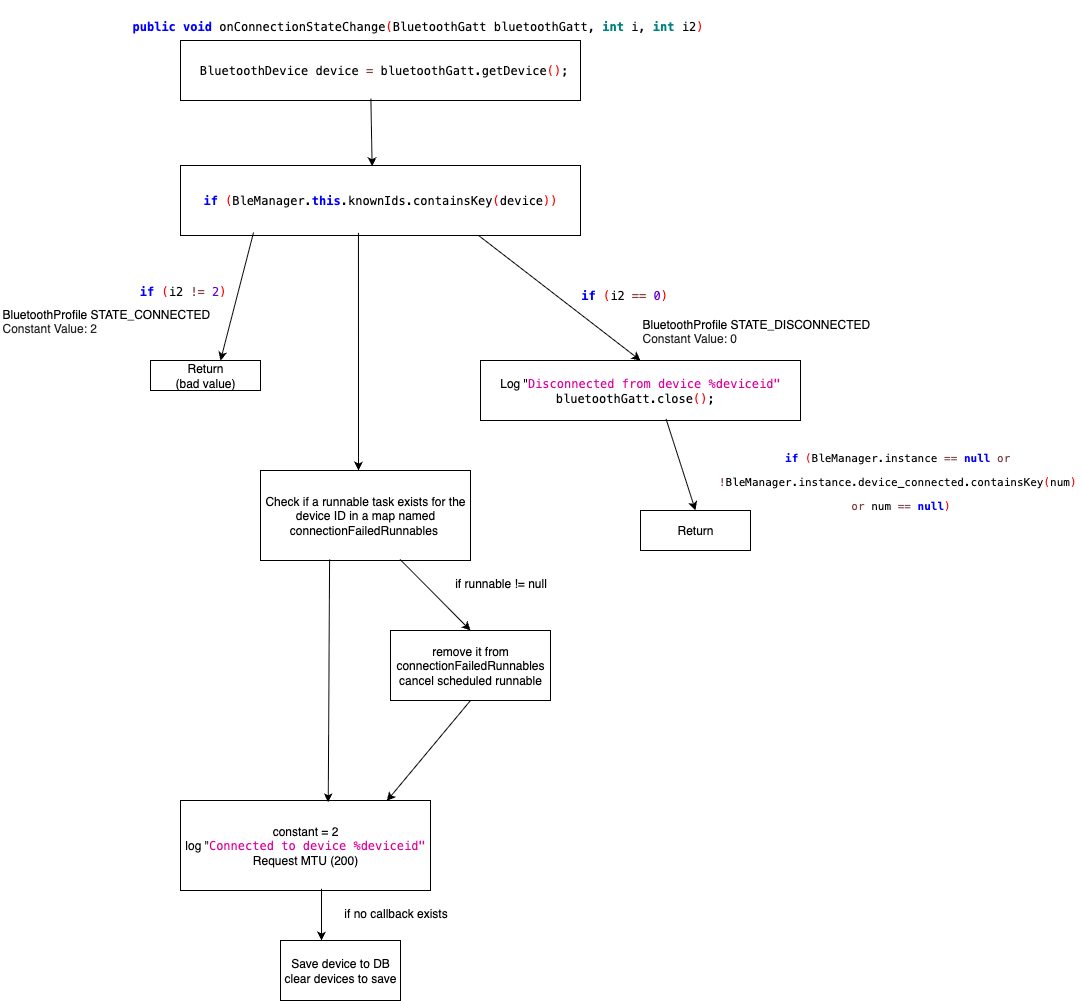 public void onConnectionStateChange(BluetoothGatt bluetoothGatt, int i, int i2)
BluetoothDevice device = bluetoothGatt.getDevice();
if (BleManager.this.knownIds.containsKey(device))
if (i2 != 2)
BluetoothProfile STATE_CONNECTED
Constant Value: 2
if (i2 == 0)
BluetoothProfile STATE_DISCONNECTED
Constant Value: 0
Return
(bad value)
Log "Disconnected from device %deviceid"
bluetoothGatt.close();
if (BleManager.instance == null or
!BleManager.instance.device_connected.containsKey(num)
or num == null)
Return
Check if a runnable task exists for the
device ID in a map named
connectionFailedRunnables
if runnable != null
remove it from
connectionFailedRunnables
cancel scheduled runnable
constant = 2
log "Connected to device %deviceid"
Request MTU (200)
if no callback exists
Save device to DB
clear devices to save